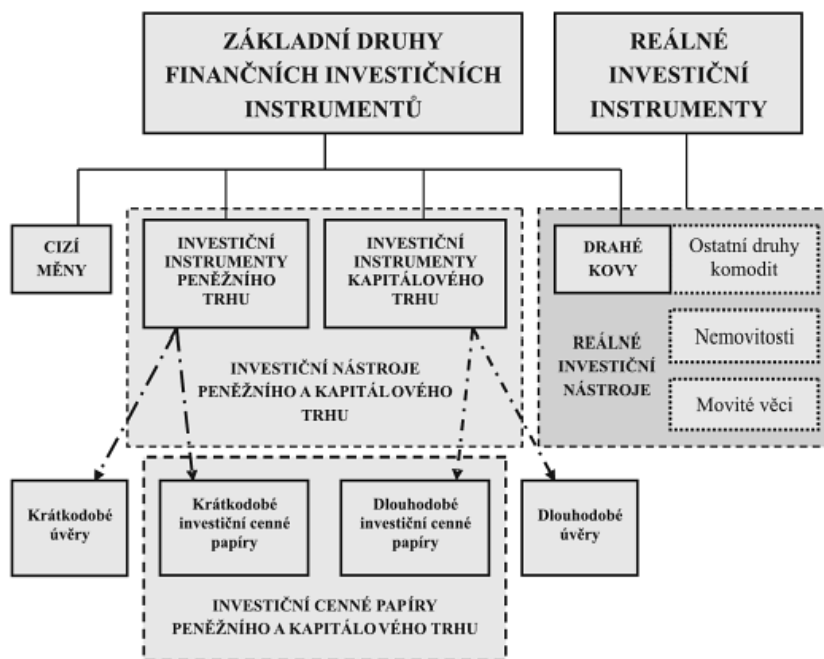 ZÁKLADNÍ DRUHY
FINANČNÍCH INVESTIČNÍCH
INSTRUMENTŮ
REÁLNÉ
INVESTIČNÍ
INSTRUMENTY
CIZÍ
MĚNY
INVESTIČNÍ
INSTRUMENTY
PENĚŽNÍHO
TRHU
INVESTIČNÍ
INSTRUMENTY
KAPITÁLOVÉHO
TRHU
DRAHÉ
KOVY
Ostatní druhy
komodit
INVESTIČNÍ NÁSTROJE
PENĚŽNÍHO A KAPITÁLOVÉHO
TRHU
REÁLNÉ
INVESTIČNÍ
NÁSTROJE
Nemovitosti
Movité věci
Krátkodobé
úvěry
Krátkodobé
investiční cenné
papíry
Dlouhodobé
investiční cenné
papíry
Dlouhodobé
úvěry
INVESTIČNÍ CENNÉ PAPÍRY
PENĚŽNÍHO A KAPITÁLOVÉHO TRHU